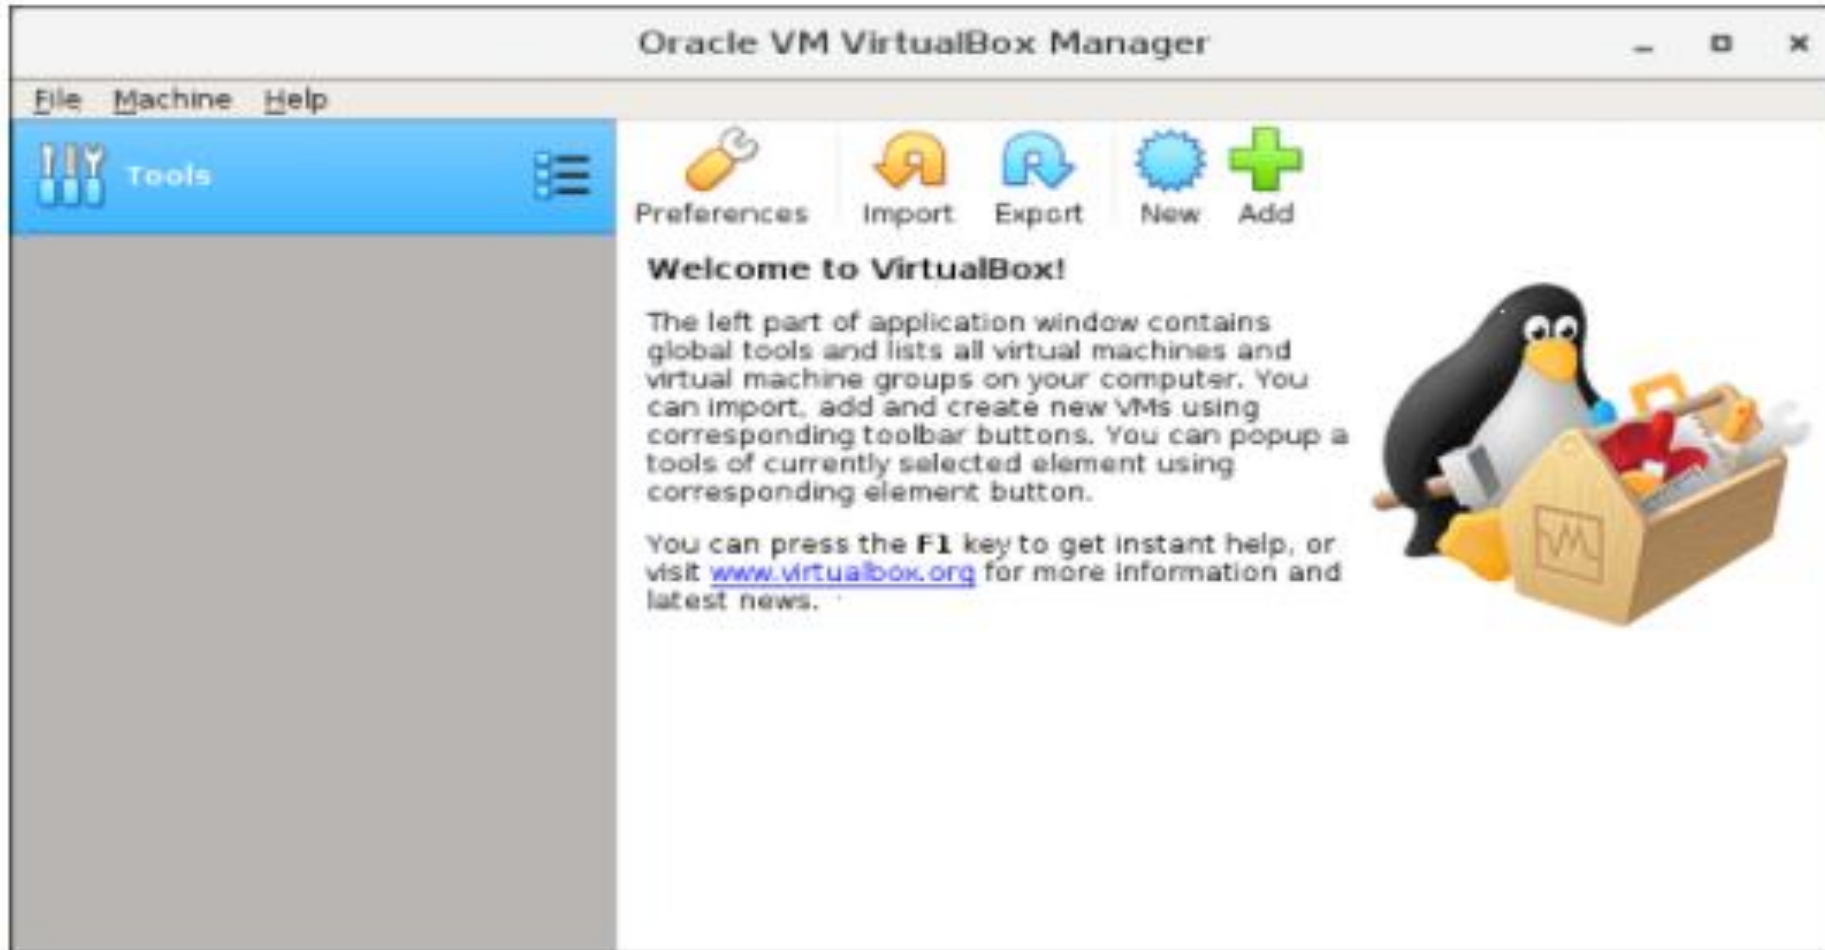 Oracle VM VirtualBox Manager
File Machine Help
Tools
Preferences Import Export New Add
Welcome to VirtualBox!
The left part of application window contains
global tools and lists all virtual machines and
virtual machine groups on your computer. You
can import, add and create new VMs using
corresponding toolbar buttons. You can popup a
tools of currently selected element using
corresponding element button.
You can press the F1 key to get instant help, or
visit www.virtualbox.org for more information and
latest news.